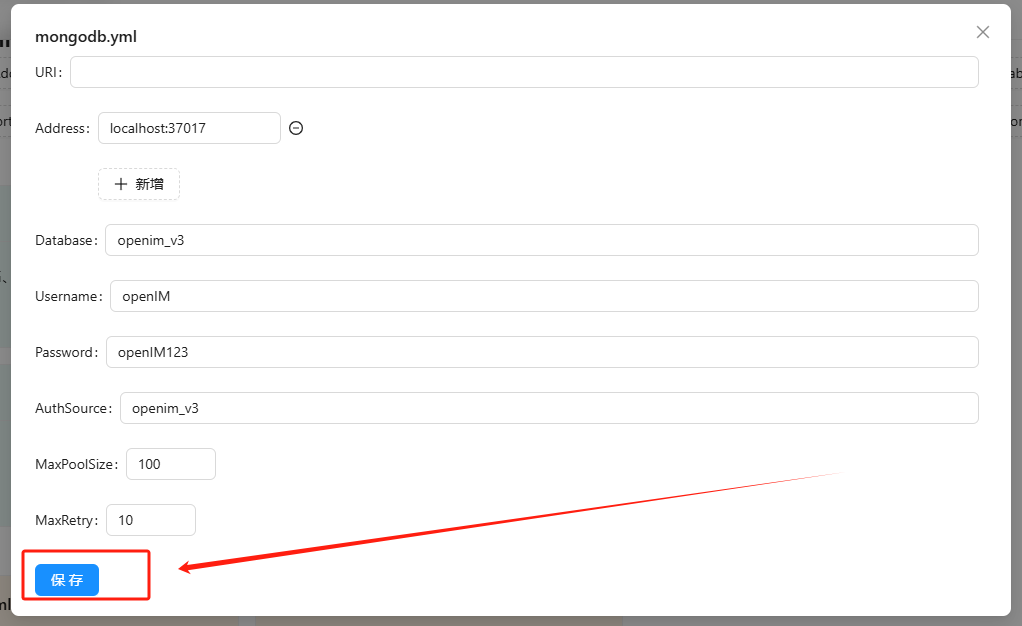 mongodb.yml
URI:
Address: localhost:37017
新增
Database: openim_v3
Username: openIM
Password: openIM123
AuthSource: openim_v3
MaxPoolSize: 100
MaxRetry: 10
保存